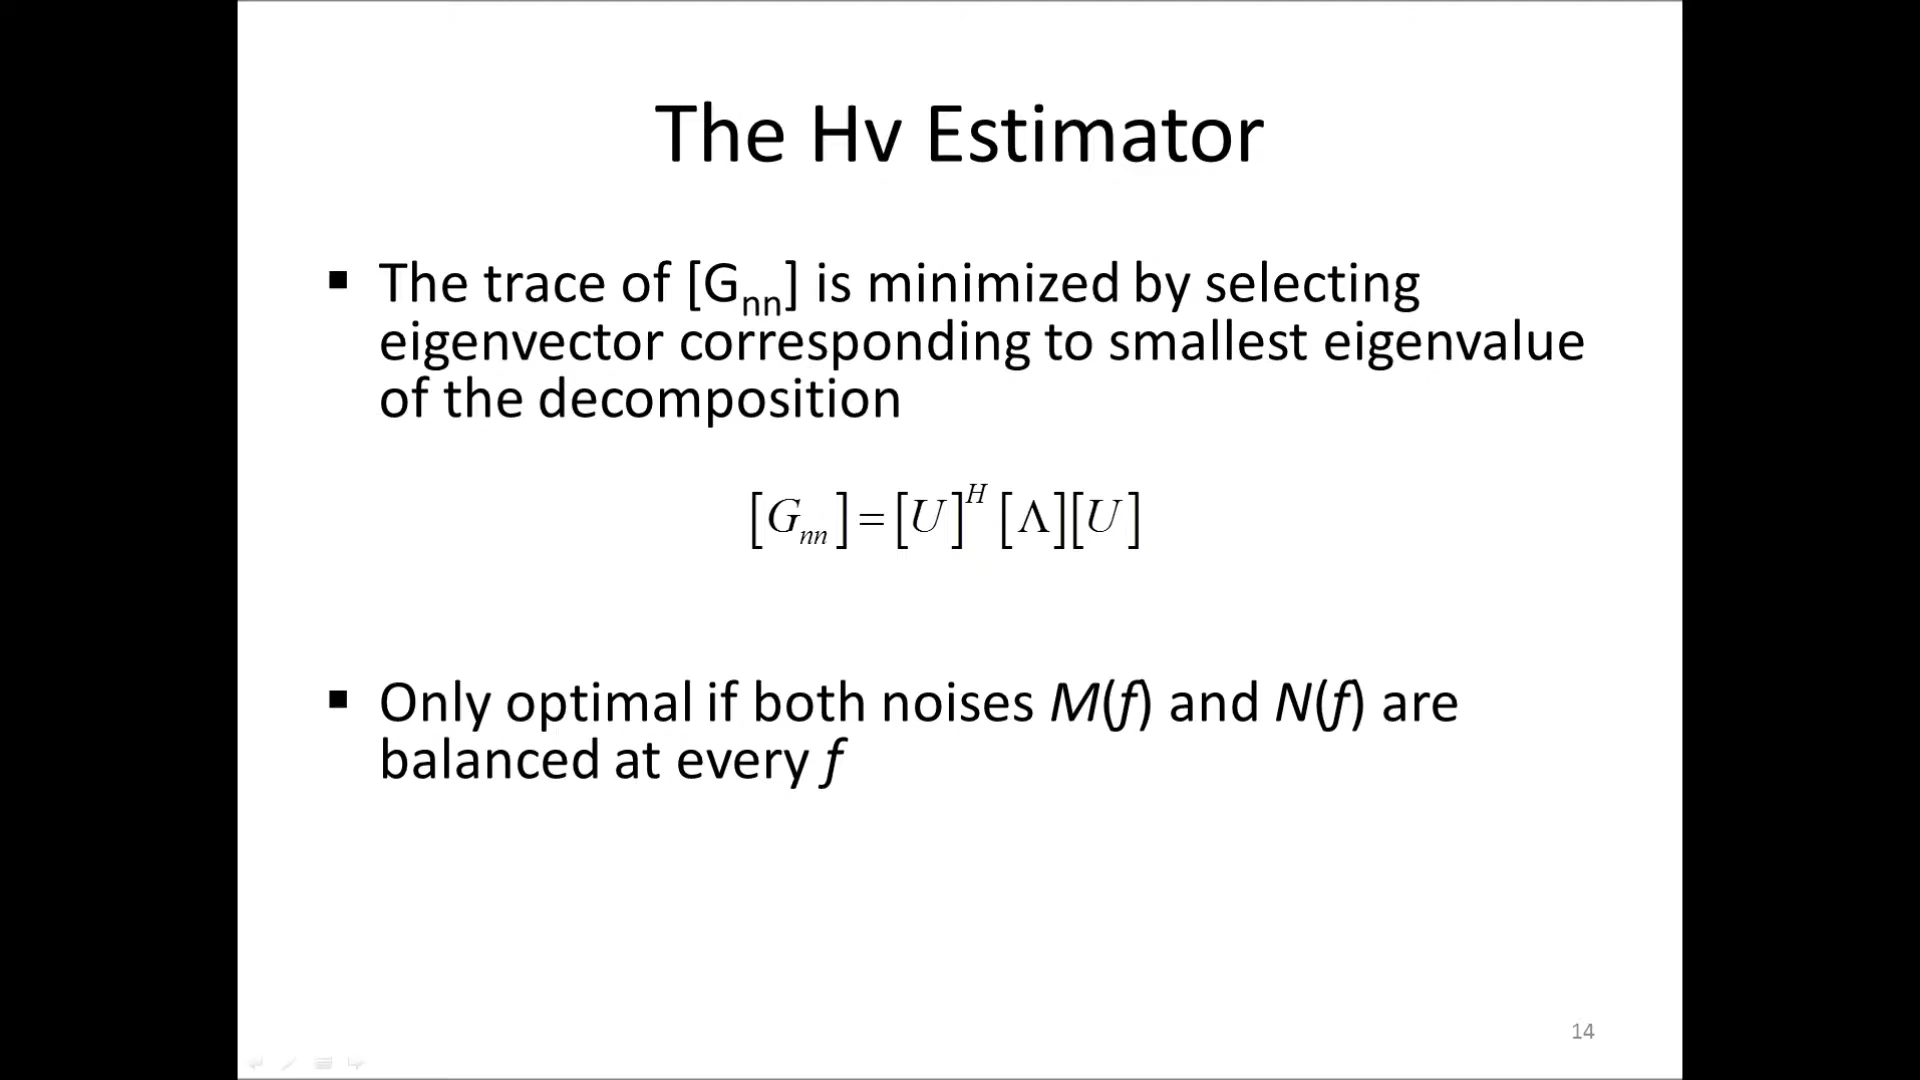 The Hv Estimator
▪ The trace of [Gₙₙ] is minimized by selecting
eigenvector corresponding to smallest eigenvalue
of the decomposition
[Gₙₙ] = [U]ᴴ [Λ][U]
▪ Only optimal if both noises M(f) and N(f) are
balanced at every f
14